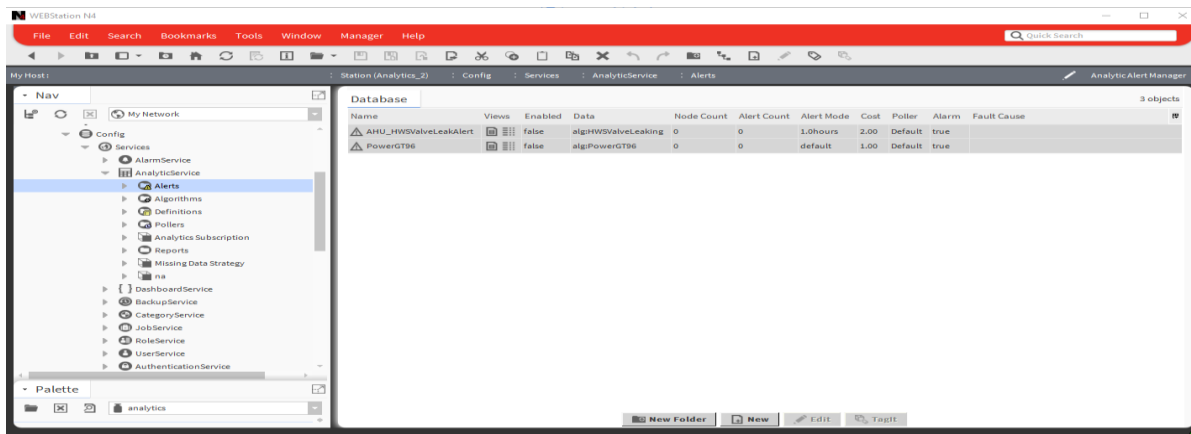 WEBStation N4
File Edit Search Bookmarks Tools Window Manager Help
Quick Search
My Host : : Station (Analytics_2) : Config : Services : AnalyticService : Alerts Analytic Alert Manager
Nav
My Network
Config
Services
AlarmService
AnalyticService
Alerts
Algorithms
Definitions
Pollers
Analytics Subscription
Reports
Missing Data Strategy
na
DashboardService
BackupService
CategoryService
JobService
RoleService
UserService
AuthenticationService
Palette
analytics
Database 3 objects
Name Views Enabled Data Node Count Alert Count Alert Mode Cost Poller Alarm Fault Cause
AHU_HWSValveLeakAlert false alg:HWSValveLeaking 0 0 1.0hours 2.00 Default true
PowerGT96 false alg:PowerGT96 0 0 default 1.00 Default true
New Folder New Edit TagIt